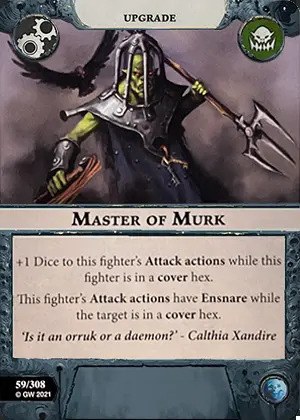 UPGRADE
MASTER OF MURK
+1 Dice to this fighter's Attack actions while this
fighter is in a cover hex.
This fighter's Attack actions have Ensnare while
the target is in a cover hex.
'Is it an orruk or a daemon?' - Calthia Xandire
59/308
© GW 2021